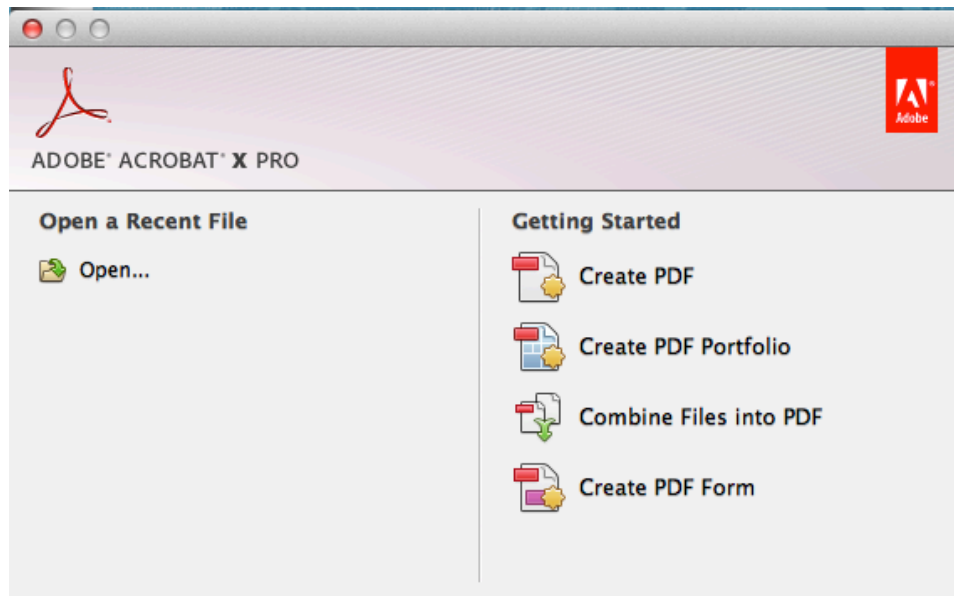 Adobe
ADOBE® ACROBAT® X PRO
Open a Recent File
Open...
Getting Started
Create PDF
Create PDF Portfolio
Combine Files into PDF
Create PDF Form